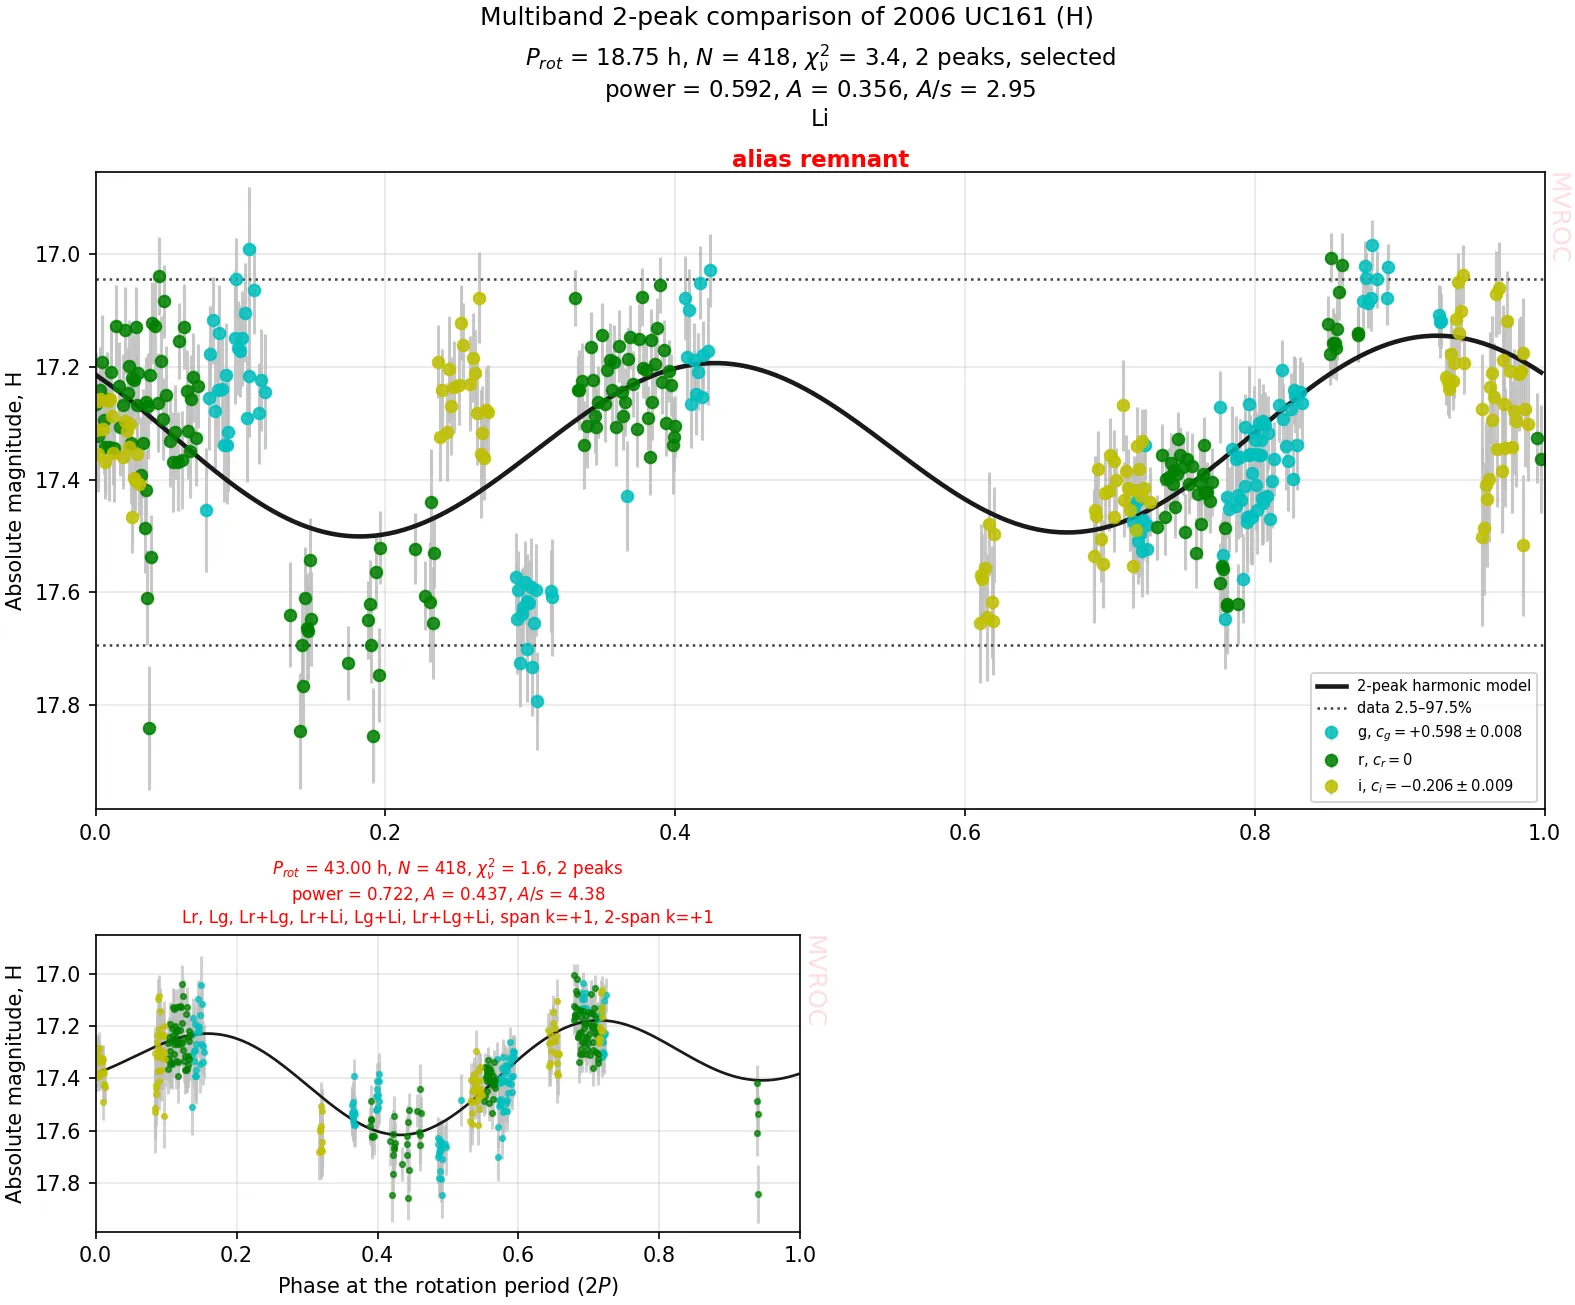 Multiband 2-peak comparison of 2006 UC161 (H)
P_rot = 18.75 h, N = 418, χ²_ν = 3.4, 2 peaks, selected
power = 0.592, A = 0.356, A/s = 2.95
Li
alias remnant
MVROC
Absolute magnitude, H
17.0
17.2
17.4
17.6
17.8
2-peak harmonic model
data 2.5–97.5%
g, c_g = +0.598 ± 0.008
r, c_r = 0
i, c_i = −0.206 ± 0.009
0.0 0.2 0.4 0.6 0.8 1.0
P_rot = 43.00 h, N = 418, χ²_ν = 1.6, 2 peaks
power = 0.722, A = 0.437, A/s = 4.38
Lr, Lg, Lr+Lg, Lr+Li, Lg+Li, Lr+Lg+Li, span k=+1, 2-span k=+1
MVROC
Absolute magnitude, H
17.0
17.2
17.4
17.6
17.8
0.0 0.2 0.4 0.6 0.8 1.0
Phase at the rotation period (2P)